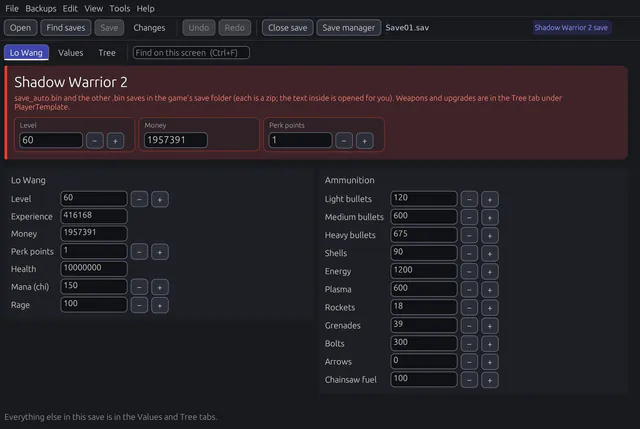 File Backups Edit View Tools Help
Open Find saves Save Changes Undo Redo Close save Save manager Save01.sav Shadow Warrior 2 save
Lo Wang Values Tree Find on this screen (Ctrl+F)
Shadow Warrior 2
save_auto.bin and the other .bin saves in the game's save folder (each is a zip; the text inside is opened for you). Weapons and upgrades are in the Tree tab under
PlayerTemplate.
Level Money Perk points
60 − + 1957391 1 − +
Lo Wang
Level 60 − +
Experience 416168
Money 1957391
Perk points 1 − +
Health 10000000
Mana (chi) 150 − +
Rage 100 − +
Ammunition
Light bullets 120 − +
Medium bullets 600 − +
Heavy bullets 675 − +
Shells 90 − +
Energy 1200 − +
Plasma 600 − +
Rockets 18 − +
Grenades 39 − +
Bolts 300 − +
Arrows 0 − +
Chainsaw fuel 100 − +
Everything else in this save is in the Values and Tree tabs.